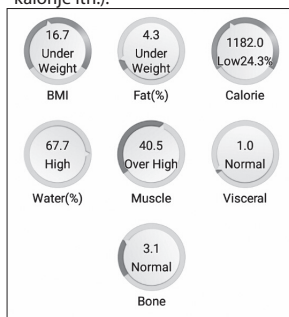 kalorije itn.).
16.7
Under
Weight
BMI
4.3
Under
Weight
Fat(%)
1182.0
Low24.3%
Calorie
67.7
High
Water(%)
40.5
Over High
Muscle
1.0
Normal
Visceral
3.1
Normal
Bone